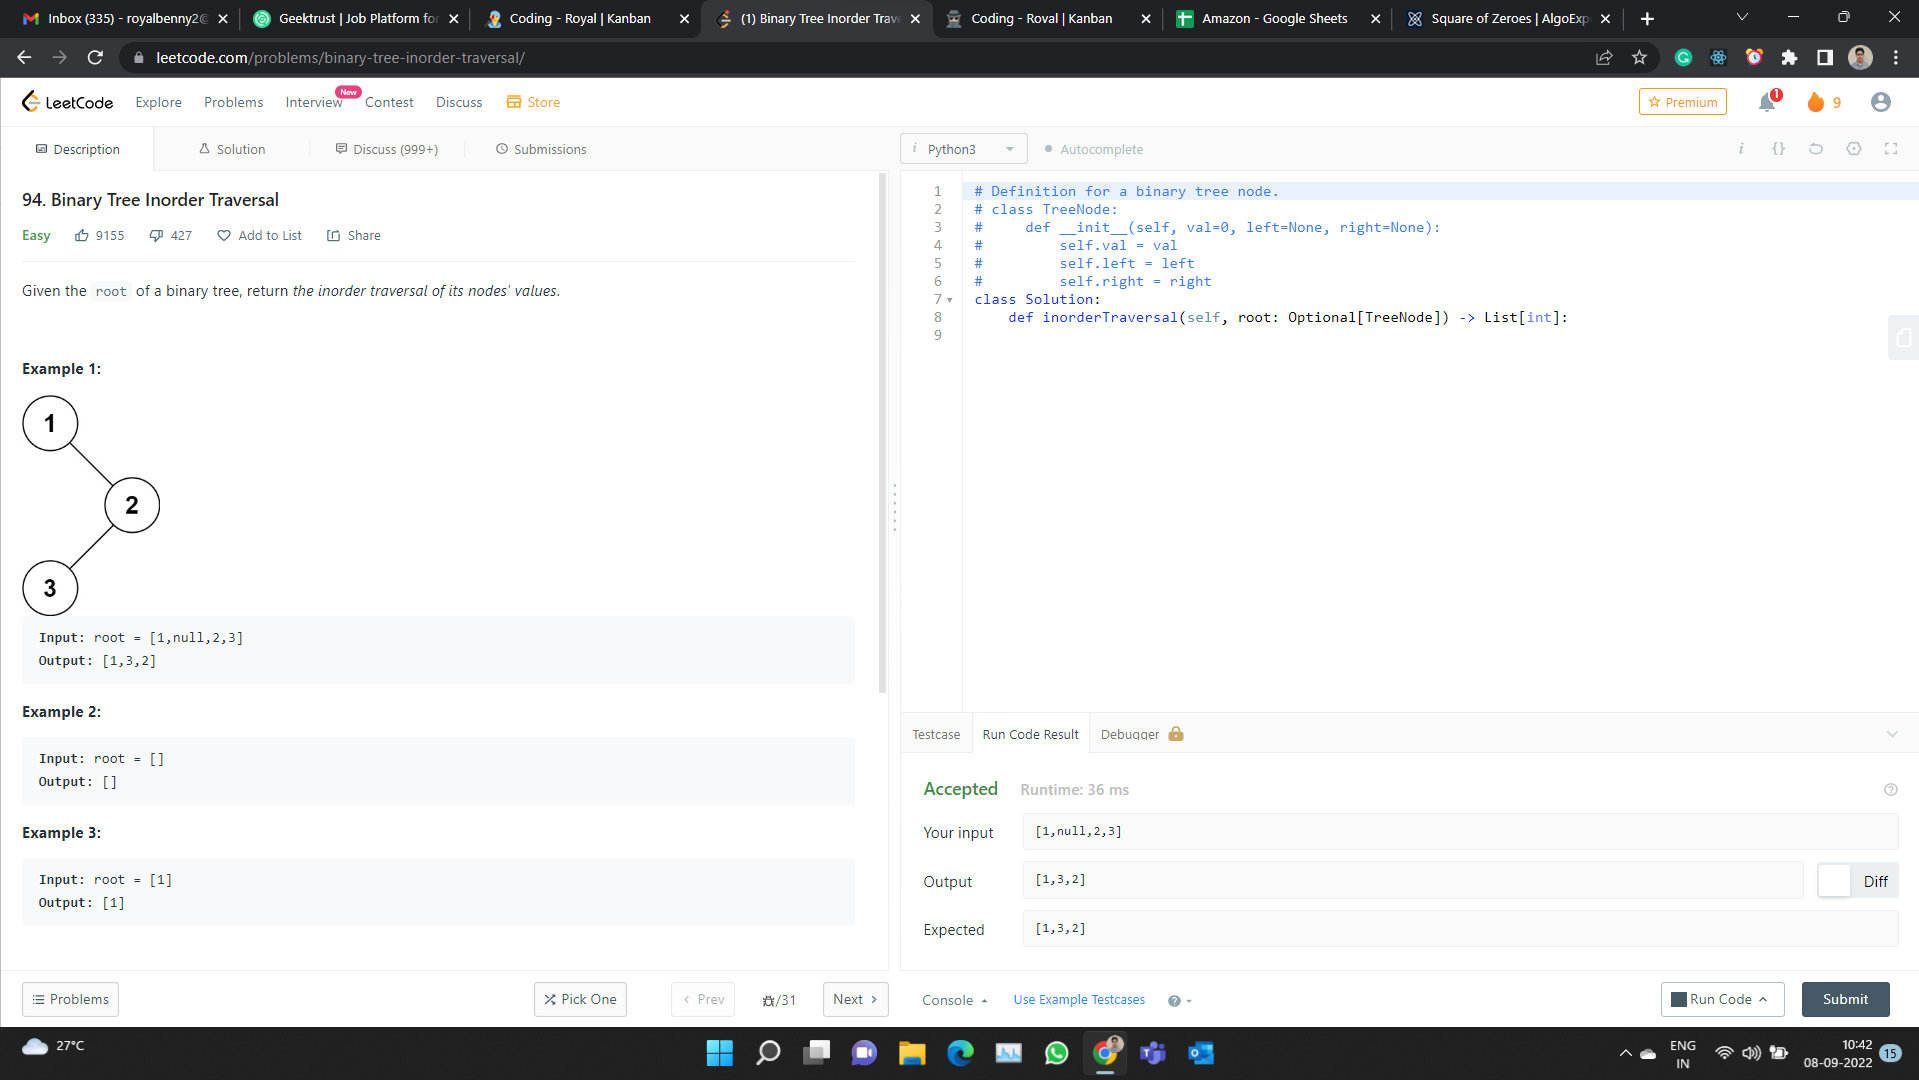 Inbox (335) - royalbenny2@
Geektrust | Job Platform for
Coding - Royal | Kanban
(1) Binary Tree Inorder Trave
Coding - Royal | Kanban
Amazon - Google Sheets
Square of Zeroes | AlgoExp
leetcode.com/problems/binary-tree-inorder-traversal/
LeetCode Explore Problems Interview New Contest Discuss Store Premium 1 9
Description Solution Discuss (999+) Submissions
94. Binary Tree Inorder Traversal
Easy 9155 427 Add to List Share
Given the root of a binary tree, return the inorder traversal of its nodes' values.
Example 1:
1
2
3
Input: root = [1,null,2,3]
Output: [1,3,2]
Example 2:
Input: root = []
Output: []
Example 3:
Input: root = [1]
Output: [1]
Problems Pick One < Prev /31 Next >
i Python3 Autocomplete i {}
1 # Definition for a binary tree node.
2 # class TreeNode:
3 #     def __init__(self, val=0, left=None, right=None):
4 #         self.val = val
5 #         self.left = left
6 #         self.right = right
7 class Solution:
8     def inorderTraversal(self, root: Optional[TreeNode]) -> List[int]:
9
Testcase Run Code Result Debugger
Accepted Runtime: 36 ms
Your input [1,null,2,3]
Output [1,3,2] Diff
Expected [1,3,2]
Console Use Example Testcases Run Code Submit
27°C
ENG
IN
10:42
08-09-2022
15